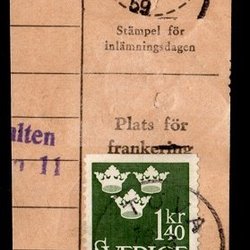 59
Stämpel för
inlämningsdagen
alten
11
Plats för
frankering
1 kr
40
SVERIGE